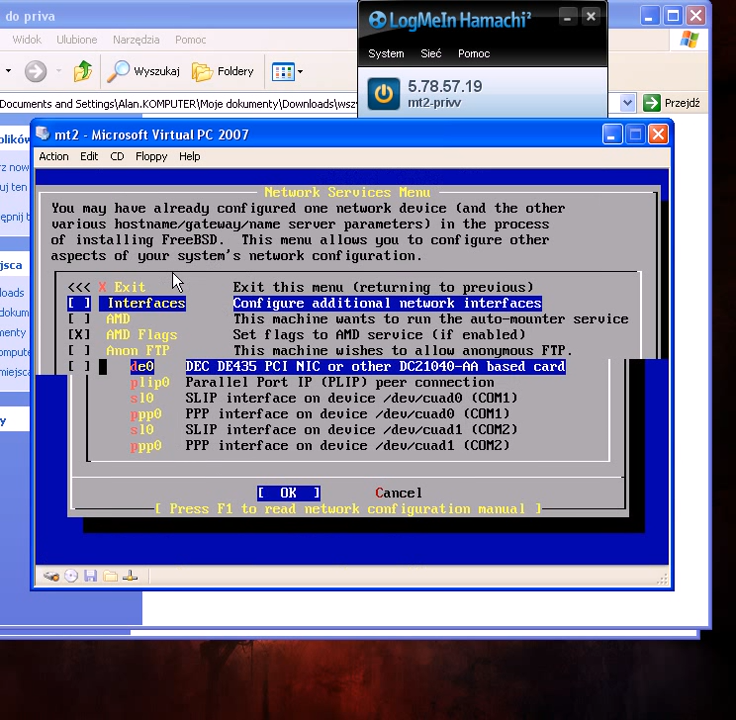 do priva
Widok Ulubione Narzędzia Pomoc
Wyszukaj Foldery
Documents and Settings\Alan.KOMPUTER\Moje dokumenty\Downloads\wszy
Przejdź
LogMeIn Hamachi²
System Sieć Pomoc
5.78.57.19
mt2-privv
mt2 - Microsoft Virtual PC 2007
Action Edit CD Floppy Help
Network Services Menu
You may have already configured one network device (and the other
various hostname/gateway/name server parameters) in the process
of installing FreeBSD. This menu allows you to configure other
aspects of your system's network configuration.
<<< X Exit Exit this menu (returning to previous)
[ ] Interfaces Configure additional network interfaces
[ ] AMD This machine wants to run the auto-mounter service
[X] AMD Flags Set flags to AMD service (if enabled)
[ ] Anon FTP This machine wishes to allow anonymous FTP.
[ ] de0 DEC DE435 PCI NIC or other DC21040-AA based card
plip0 Parallel Port IP (PLIP) peer connection
sl0 SLIP interface on device /dev/cuad0 (COM1)
ppp0 PPP interface on device /dev/cuad0 (COM1)
sl0 SLIP interface on device /dev/cuad1 (COM2)
ppp0 PPP interface on device /dev/cuad1 (COM2)
[ OK ] Cancel
[ Press F1 to read network configuration manual ]